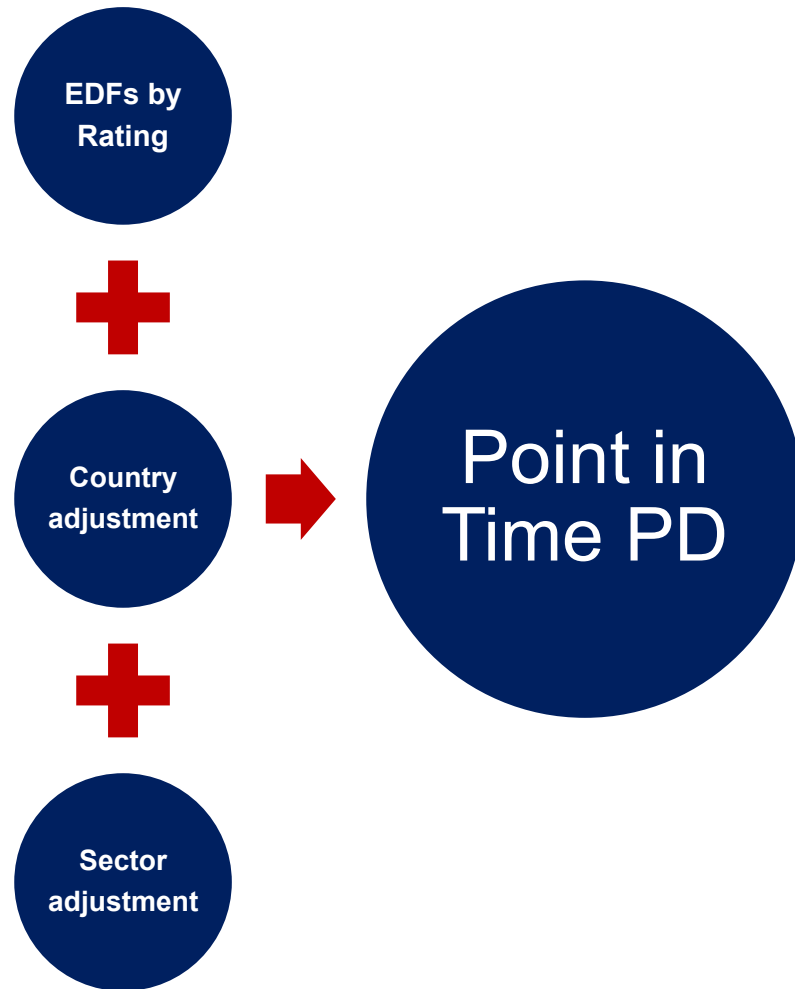 EDFs by
Rating
Country
adjustment
Point in
Time PD
Sector
adjustment